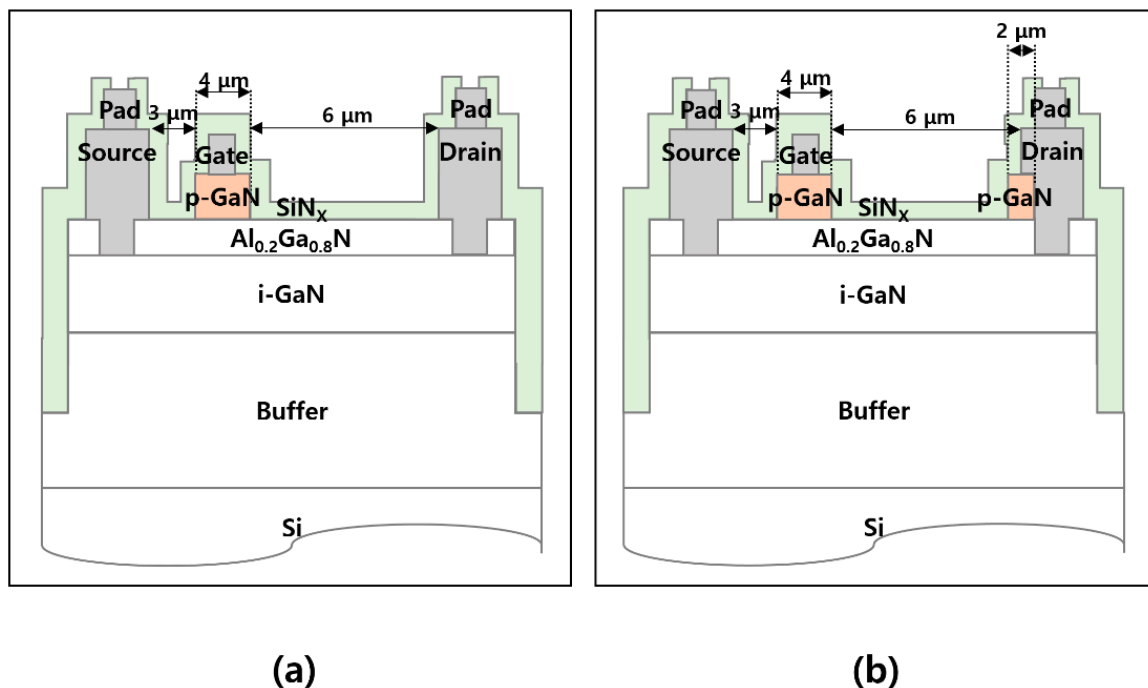 4 μm
Pad
3 μm
6 μm
Source
Gate
Pad
Drain
p-GaN
SiNX
Al0.2Ga0.8N
i-GaN
Buffer
Si
(a)
2 μm
4 μm
Pad
3 μm
6 μm
Source
Gate
Pad
Drain
p-GaN
SiNX
p-GaN
Al0.2Ga0.8N
i-GaN
Buffer
Si
(b)